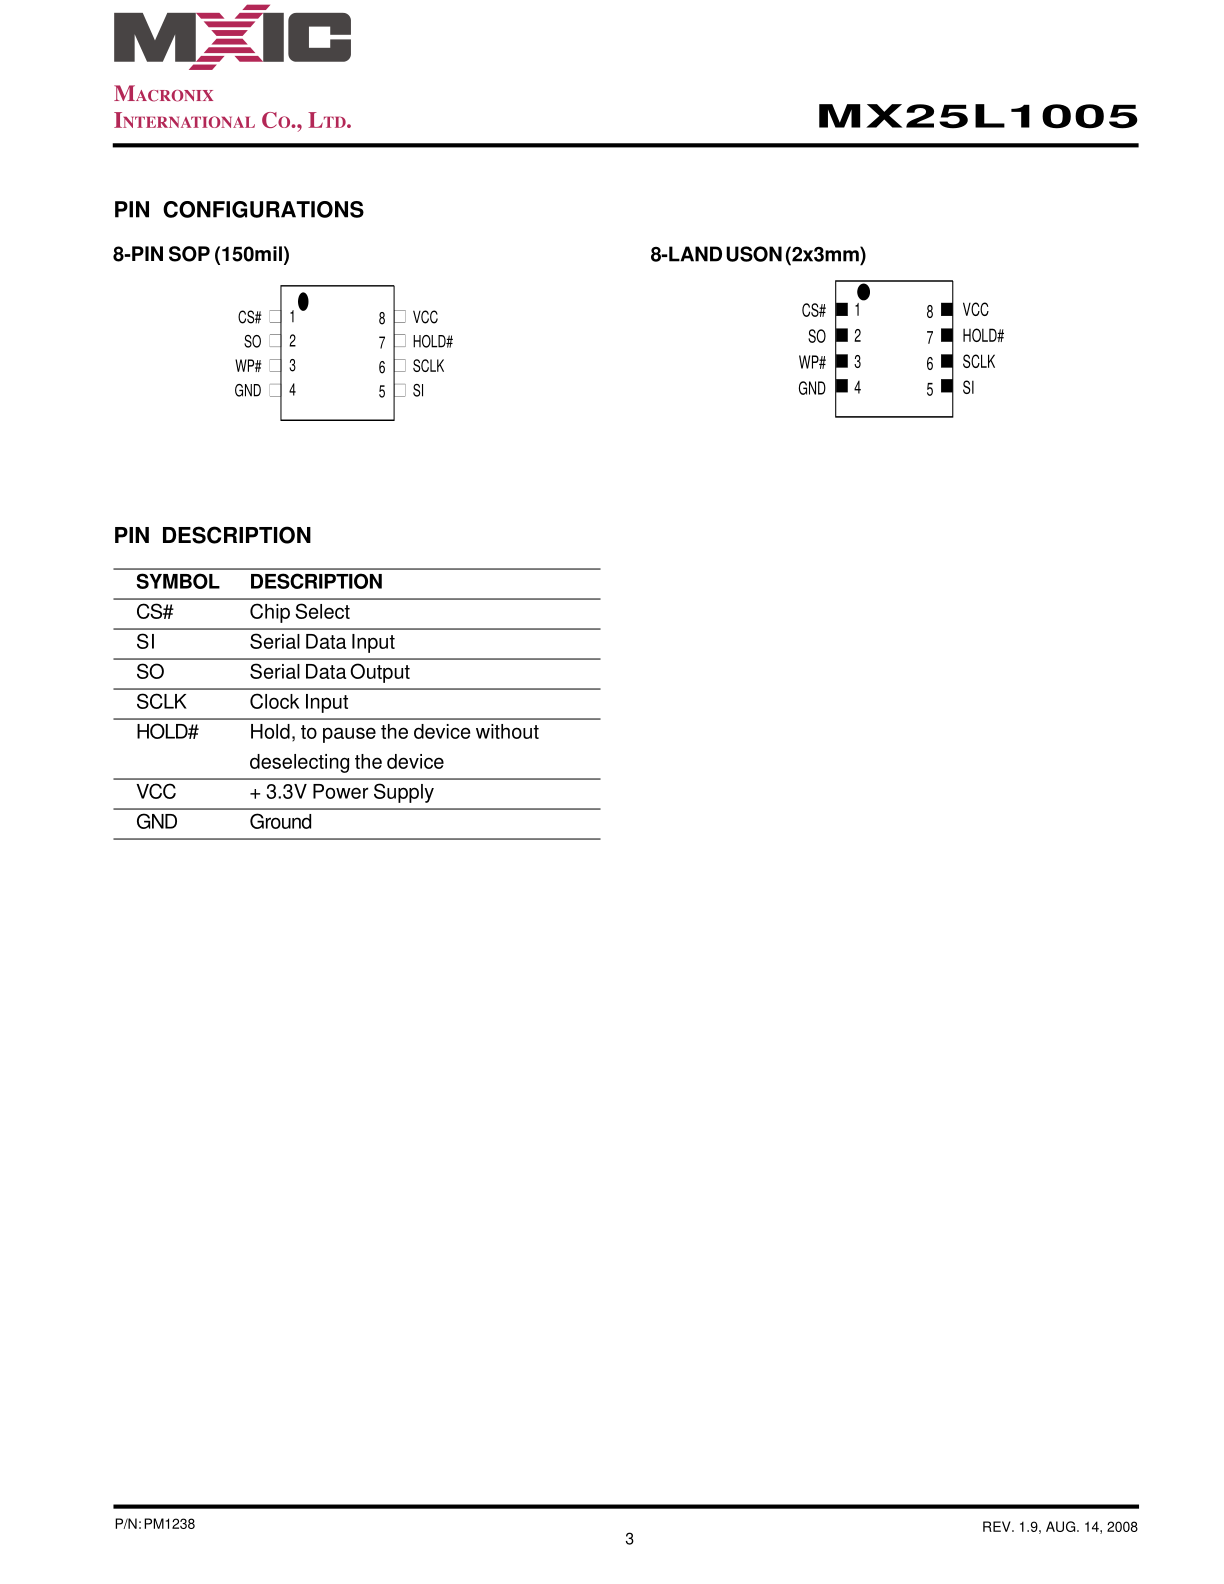 MXIC
MACRONIX
INTERNATIONAL CO., LTD.
MX25L1005
PIN CONFIGURATIONS
8-PIN SOP (150mil)
CS# 1 8 VCC
SO 2 7 HOLD#
WP# 3 6 SCLK
GND 4 5 SI
8-LAND USON (2x3mm)
CS# 1 8 VCC
SO 2 7 HOLD#
WP# 3 6 SCLK
GND 4 5 SI
PIN DESCRIPTION
SYMBOL DESCRIPTION
CS# Chip Select
SI Serial Data Input
SO Serial Data Output
SCLK Clock Input
HOLD# Hold, to pause the device without
deselecting the device
VCC + 3.3V Power Supply
GND Ground
P/N: PM1238
3
REV. 1.9, AUG. 14, 2008